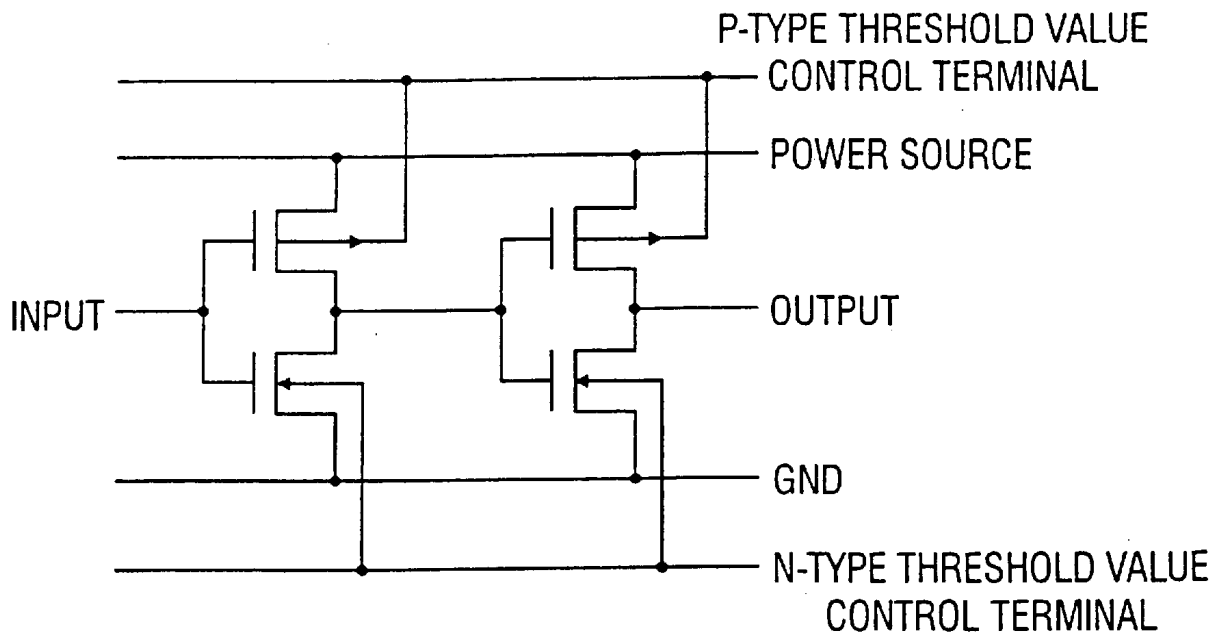 P-TYPE THRESHOLD VALUE
CONTROL TERMINAL
POWER SOURCE
INPUT
OUTPUT
GND
N-TYPE THRESHOLD VALUE
CONTROL TERMINAL